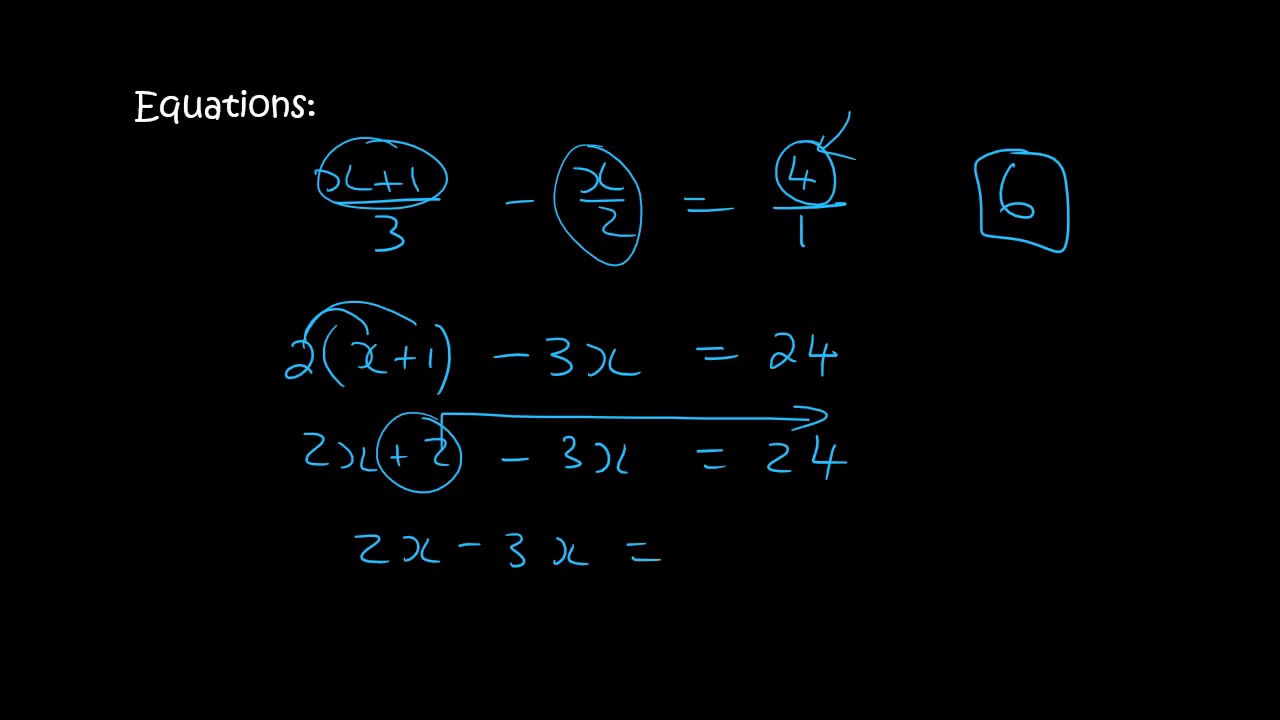 Equations:
x+1/3 - x/2 = 4/1 6
2(x+1) - 3x = 24
2x+2 - 3x = 24
2x - 3x =